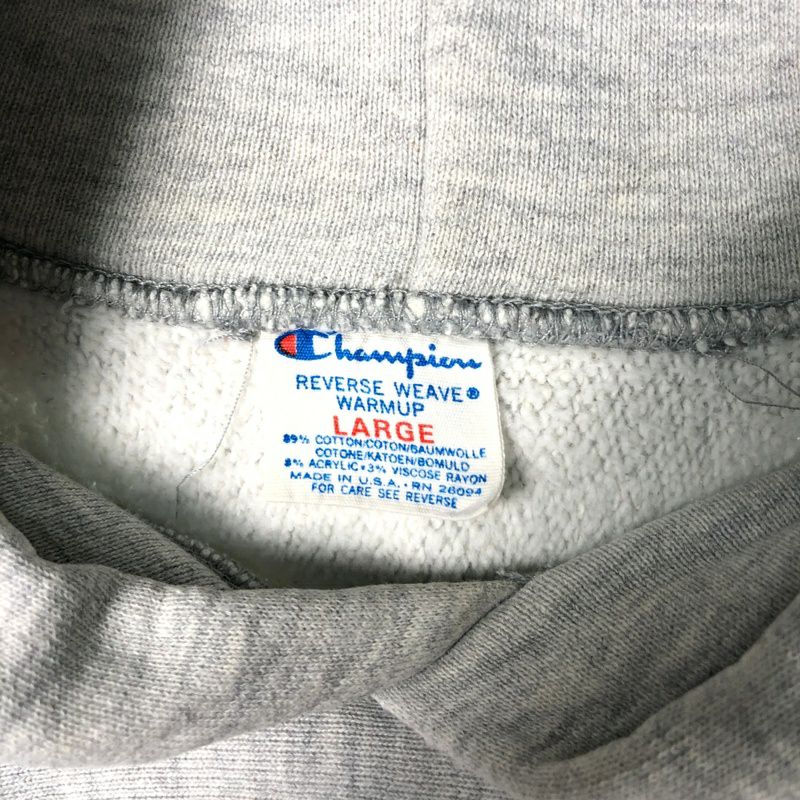 Champion
REVERSE WEAVE®
WARMUP
LARGE
89% COTTON/COTON/BAUMWOLLE
COTONE/KATOEN/BOMULD
8% ACRYLIC • 3% VISCOSE RAYON
MADE IN U.S.A. • RN 26094
FOR CARE SEE REVERSE